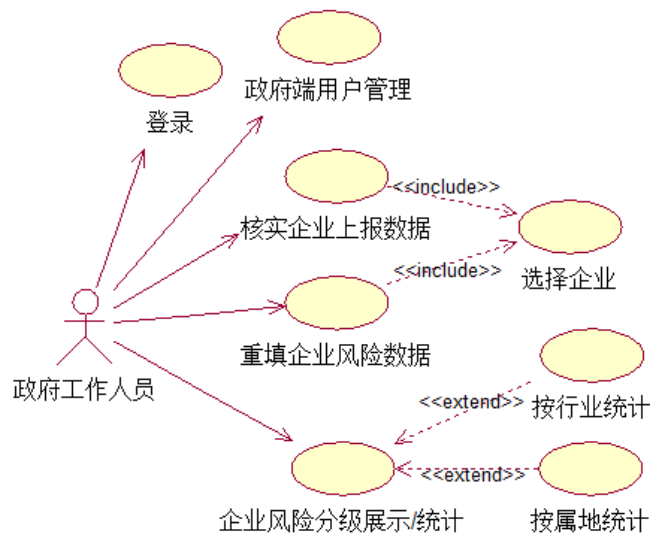 政府端用户管理
登录
<<include>>
核实企业上报数据
<<include>>
选择企业
重填企业风险数据
政府工作人员
<<extend>>
按行业统计
<<extend>>
企业风险分级展示/统计
按属地统计